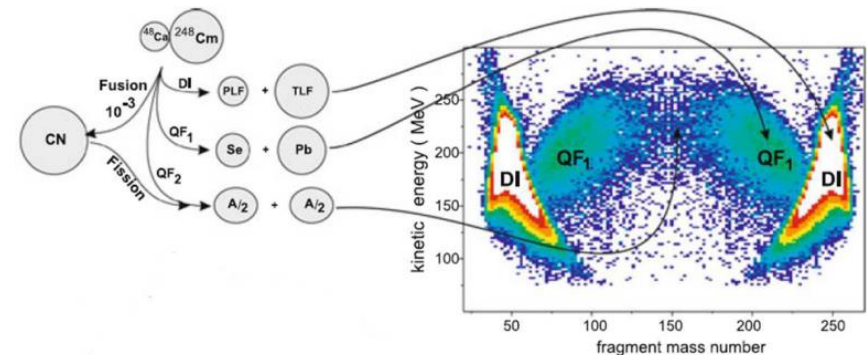 ⁴⁸Ca ²⁴⁸Cm
Fusion
10⁻³
DI
PLF + TLF
CN
QF₁
Se + Pb
QF₂
Fission
A/2 + A/2
kinetic energy ( MeV )
250
200
150
100
DI
QF₁
QF₁
DI
50 100 150 200 250
fragment mass number